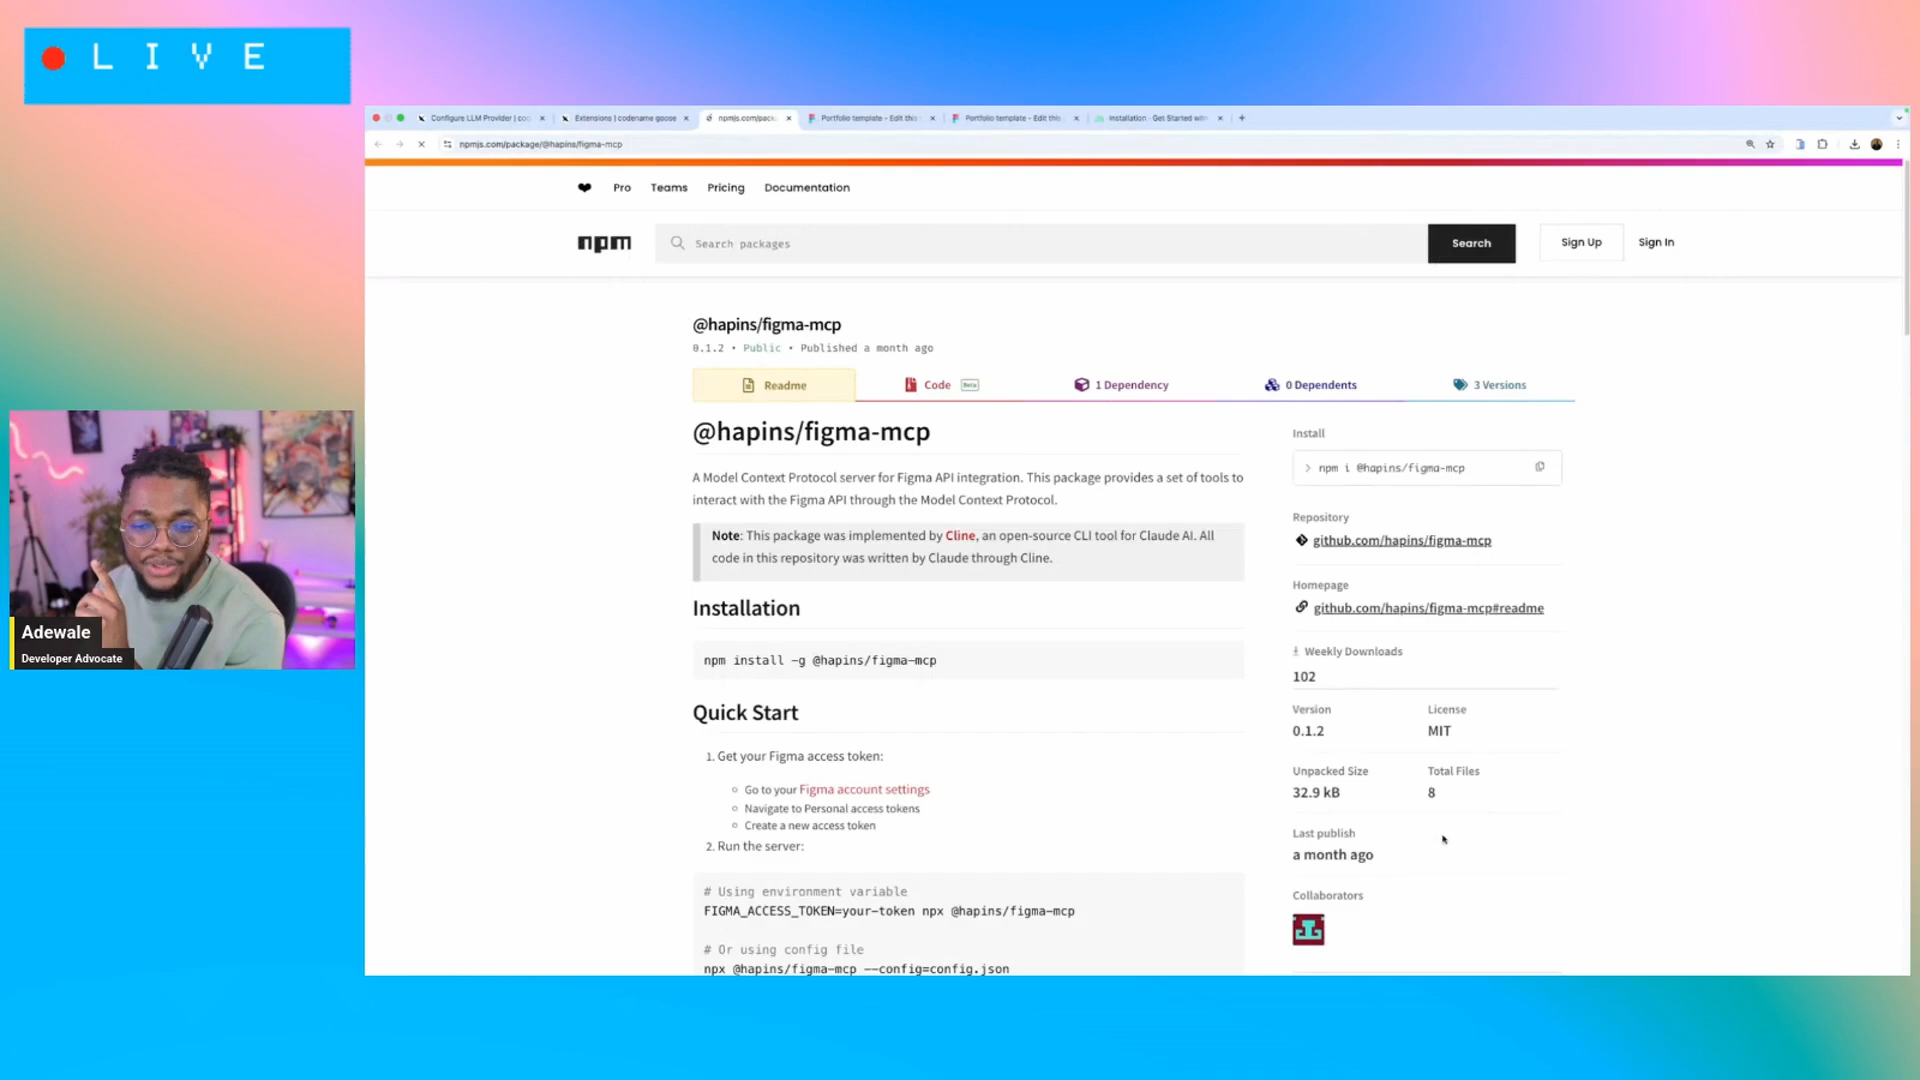 LIVE
Configure LLM Provider | coo
Extensions | codename goose
npmjs.com/pack
Portfolio template - Edit this
Portfolio template - Edit this
Installation - Get Started with
npmjs.com/package/@hapins/figma-mcp
Pro
Teams
Pricing
Documentation
npm
Search packages
Search
Sign Up
Sign In
@hapins/figma-mcp
0.1.2 • Public • Published a month ago
Readme
Code Beta
1 Dependency
0 Dependents
3 Versions
@hapins/figma-mcp
A Model Context Protocol server for Figma API integration. This package provides a set of tools to
interact with the Figma API through the Model Context Protocol.
Note: This package was implemented by Cline, an open-source CLI tool for Claude AI. All
code in this repository was written by Claude through Cline.
Installation
npm install -g @hapins/figma-mcp
Quick Start
1. Get your Figma access token:
Go to your Figma account settings
Navigate to Personal access tokens
Create a new access token
2. Run the server:
# Using environment variable
FIGMA_ACCESS_TOKEN=your-token npx @hapins/figma-mcp
# Or using config file
npx @hapins/figma-mcp --config=config.json
Install
> npm i @hapins/figma-mcp
Repository
github.com/hapins/figma-mcp
Homepage
github.com/hapins/figma-mcp#readme
Weekly Downloads
102
Version
License
0.1.2
MIT
Unpacked Size
Total Files
32.9 kB
8
Last publish
a month ago
Collaborators
Adewale
Developer Advocate